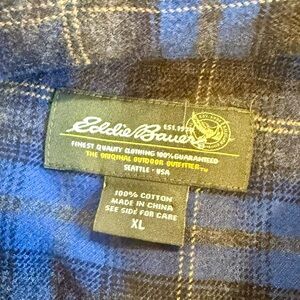 EST. 1920
Eddie Bauer
FINEST QUALITY CLOTHING 100% GUARANTEED
THE ORIGINAL OUTDOOR OUTFITTER™
SEATTLE • USA
100% COTTON
MADE IN CHINA
SEE SIDE FOR CARE
XL